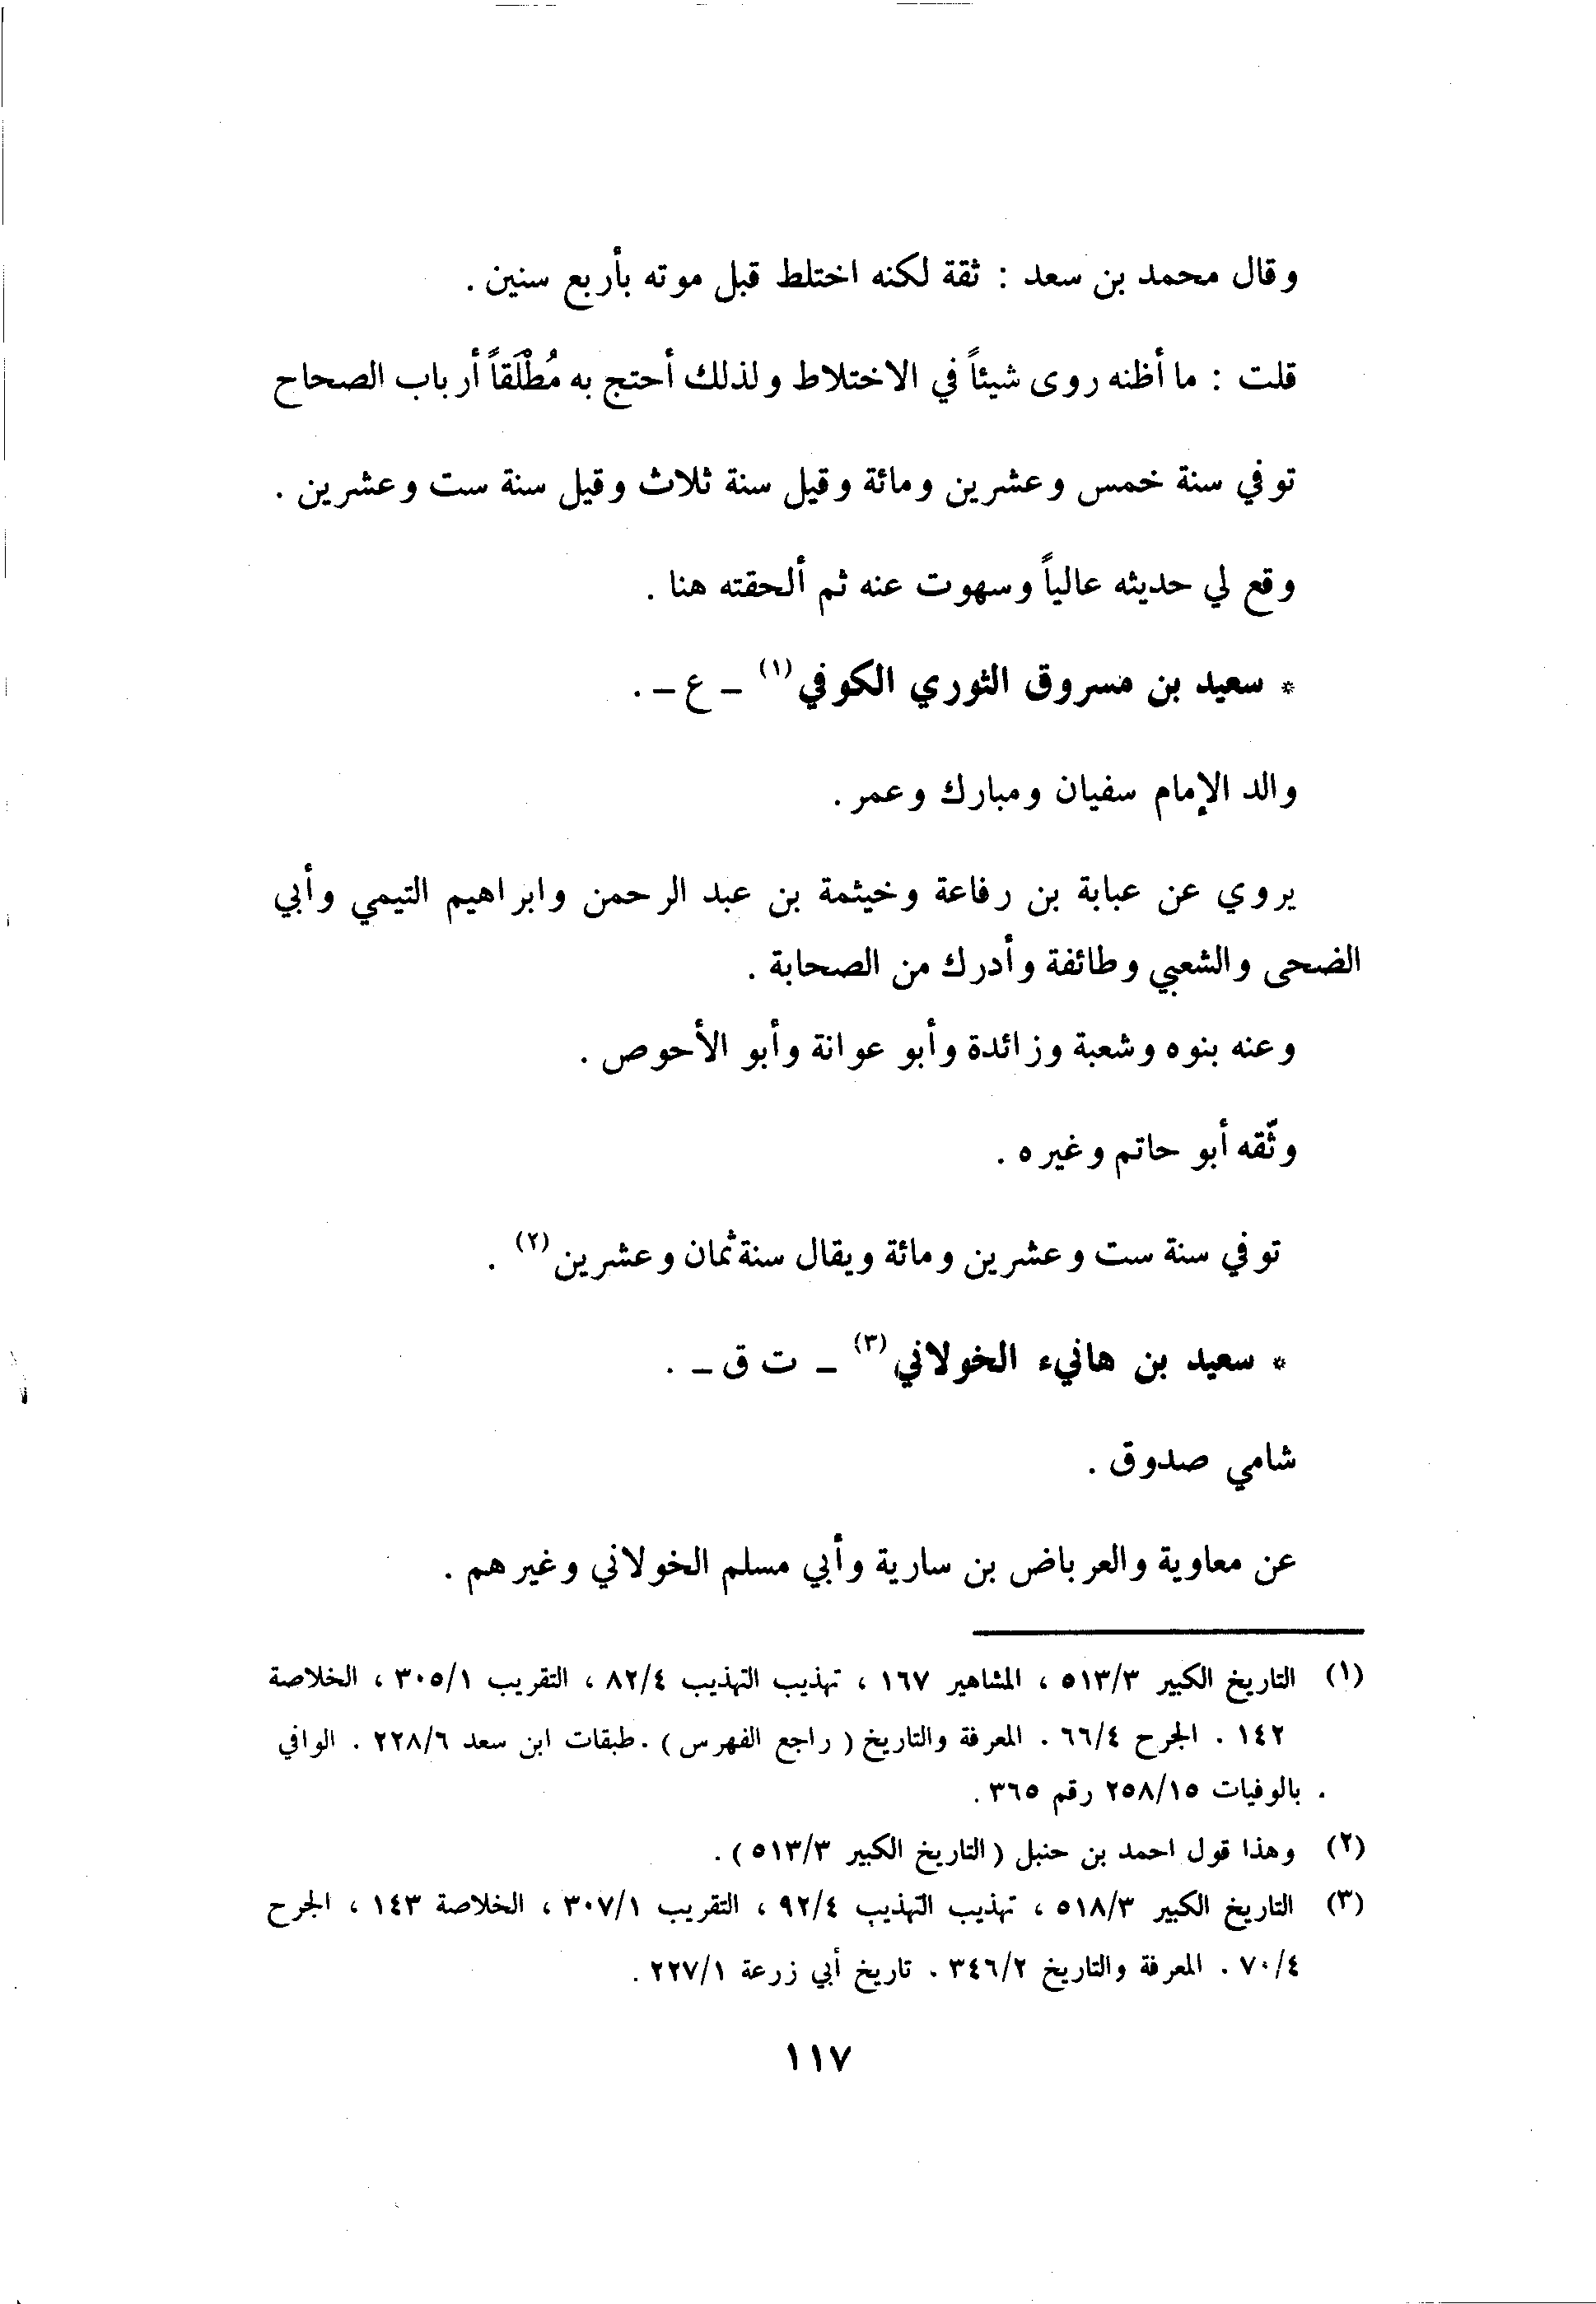 وقال محمد بن سعد : ثقة لكنه اختلط قبل موته بأربع سنين .
قلت : ما أظنه روى شيئاً في الاختلاط ولذلك أحتج به مُطْلَقاً أرباب الصحاح
توفي سنة خمس وعشرين ومائة وقيل سنة ثلاث وقيل سنة ست وعشرين .
وقع لي حديثه عالياً وسهوت عنه ثم ألحقته هنا .
* سعيد بن مسروق الثوري الكوفي (١) – ع – .
والد الإمام سفيان ومبارك وعمر .
يروي عن عباية بن رفاعة وخيثمة بن عبد الرحمن وابراهيم التيمي وأبي
الضحى والشعبي وطائفة وأدرك من الصحابة .
وعنه بنوه وشعبة وزائدة وأبو عوانة وأبو الأحوص .
وثّقه أبو حاتم وغيره .
توفي سنة ست وعشرين ومائة ويقال سنة ثمان وعشرين (٢) .
* سعيد بن هانيء الخولاني (٣) – ت ق – .
شامي صدوق .
عن معاوية والعرباض بن سارية وأبي مسلم الخولاني وغيرهم .
(١) التاريخ الكبير ٥١٣/٣ ، المشاهير ١٦٧ ، تهذيب التهذيب ٨٢/٤ ، التقريب ٣٠٥/١ ، الخلاصة
١٤٢ . الجرح ٦٦/٤ . المعرفة والتاريخ ( راجع الفهرس ) . طبقات ابن سعد ٢٢٨/٦ . الوافي
. بالوفيات ٢٥٨/١٥ رقم ٣٦٥ .
(٢) وهذا قول احمد بن حنبل ( التاريخ الكبير ٥١٣/٣ ) .
(٣) التاريخ الكبير ٥١٨/٣ ، تهذيب التهذيب ٩٢/٤ ، التقريب ٣٠٧/١ ، الخلاصة ١٤٣ ، الجرح
٧٠/٤ . المعرفة والتاريخ ٣٤٦/٢ . تاريخ أبي زرعة ٢٢٧/١ .
١١٧